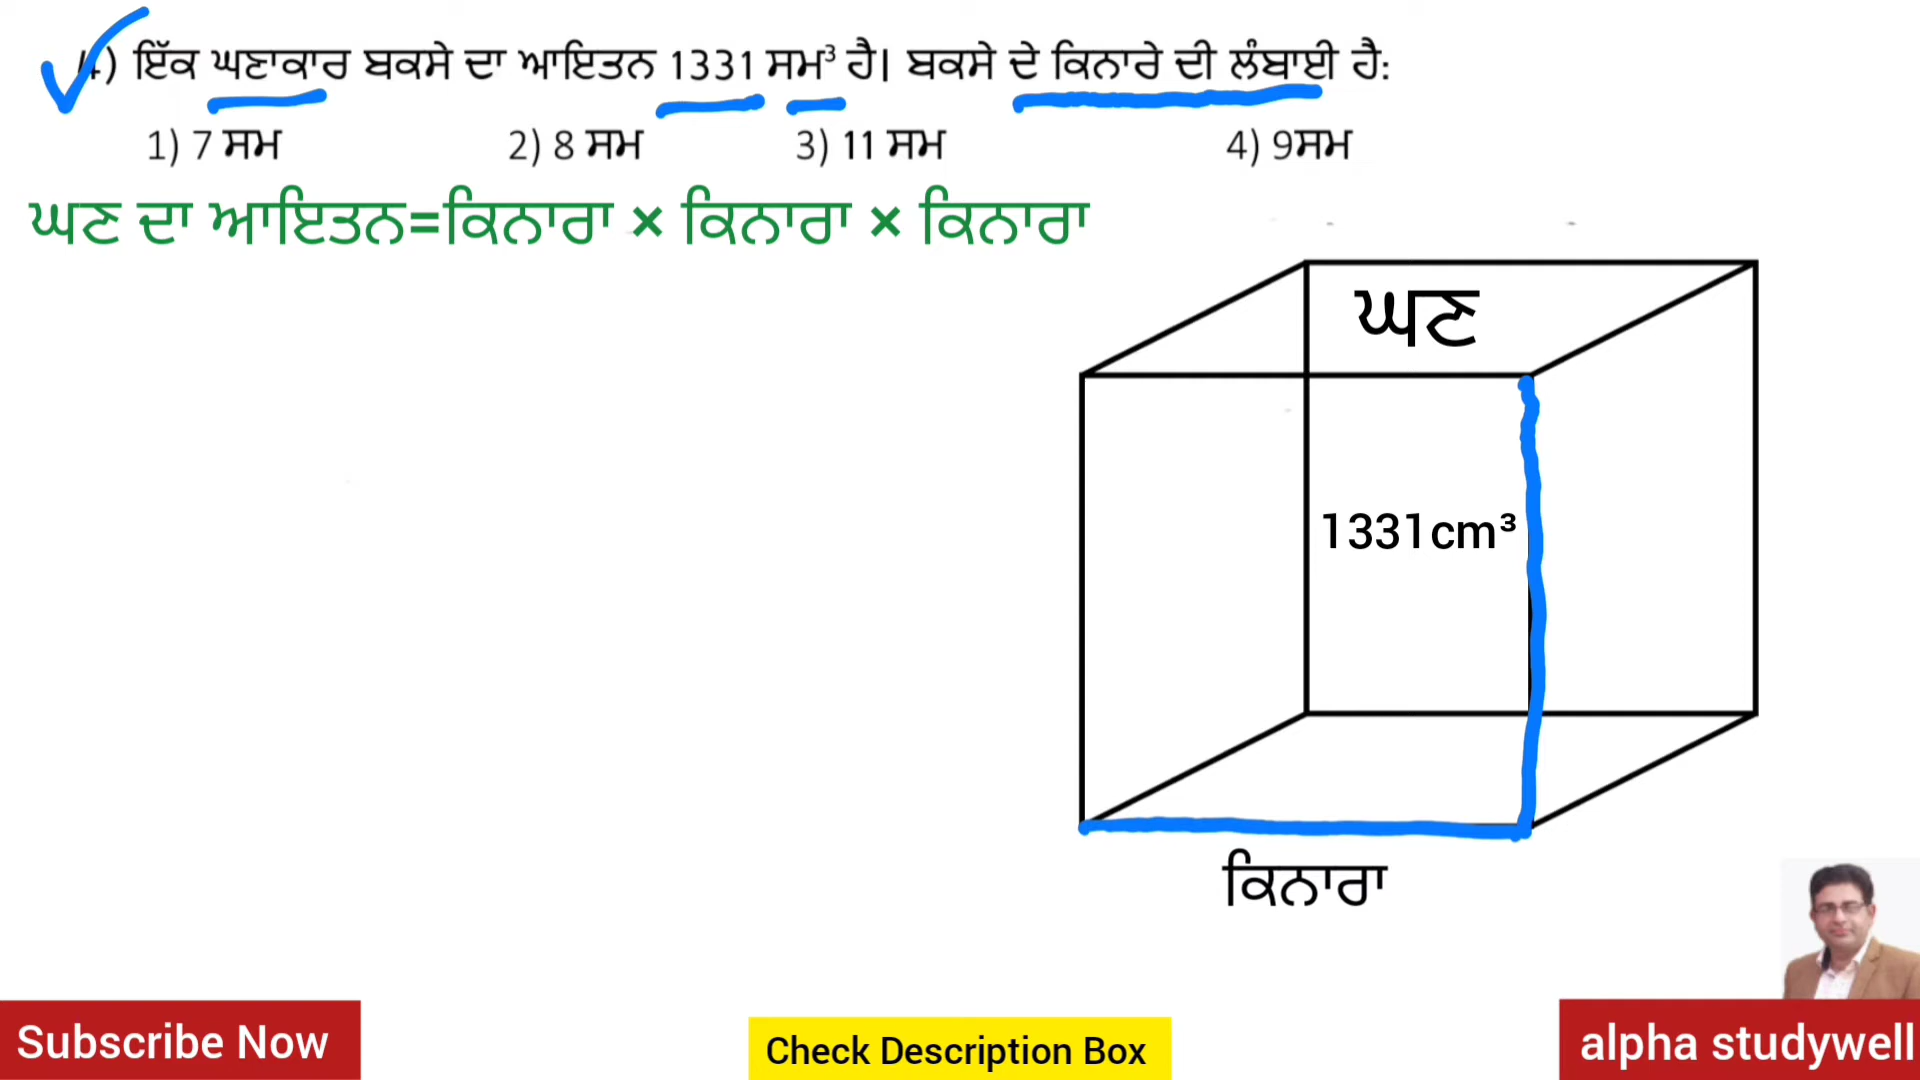 4) ਇੱਕ ਘਣਾਕਾਰ ਬਕਸੇ ਦਾ ਆਇਤਨ 1331 ਸਮ³ ਹੈ। ਬਕਸੇ ਦੇ ਕਿਨਾਰੇ ਦੀ ਲੰਬਾਈ ਹੈ:
1) 7 ਸਮ 2) 8 ਸਮ 3) 11 ਸਮ 4) 9ਸਮ
ਘਣ ਦਾ ਆਇਤਨ=ਕਿਨਾਰਾ × ਕਿਨਾਰਾ × ਕਿਨਾਰਾ
ਘਣ
1331cm³
ਕਿਨਾਰਾ
Subscribe Now
Check Description Box
alpha studywell